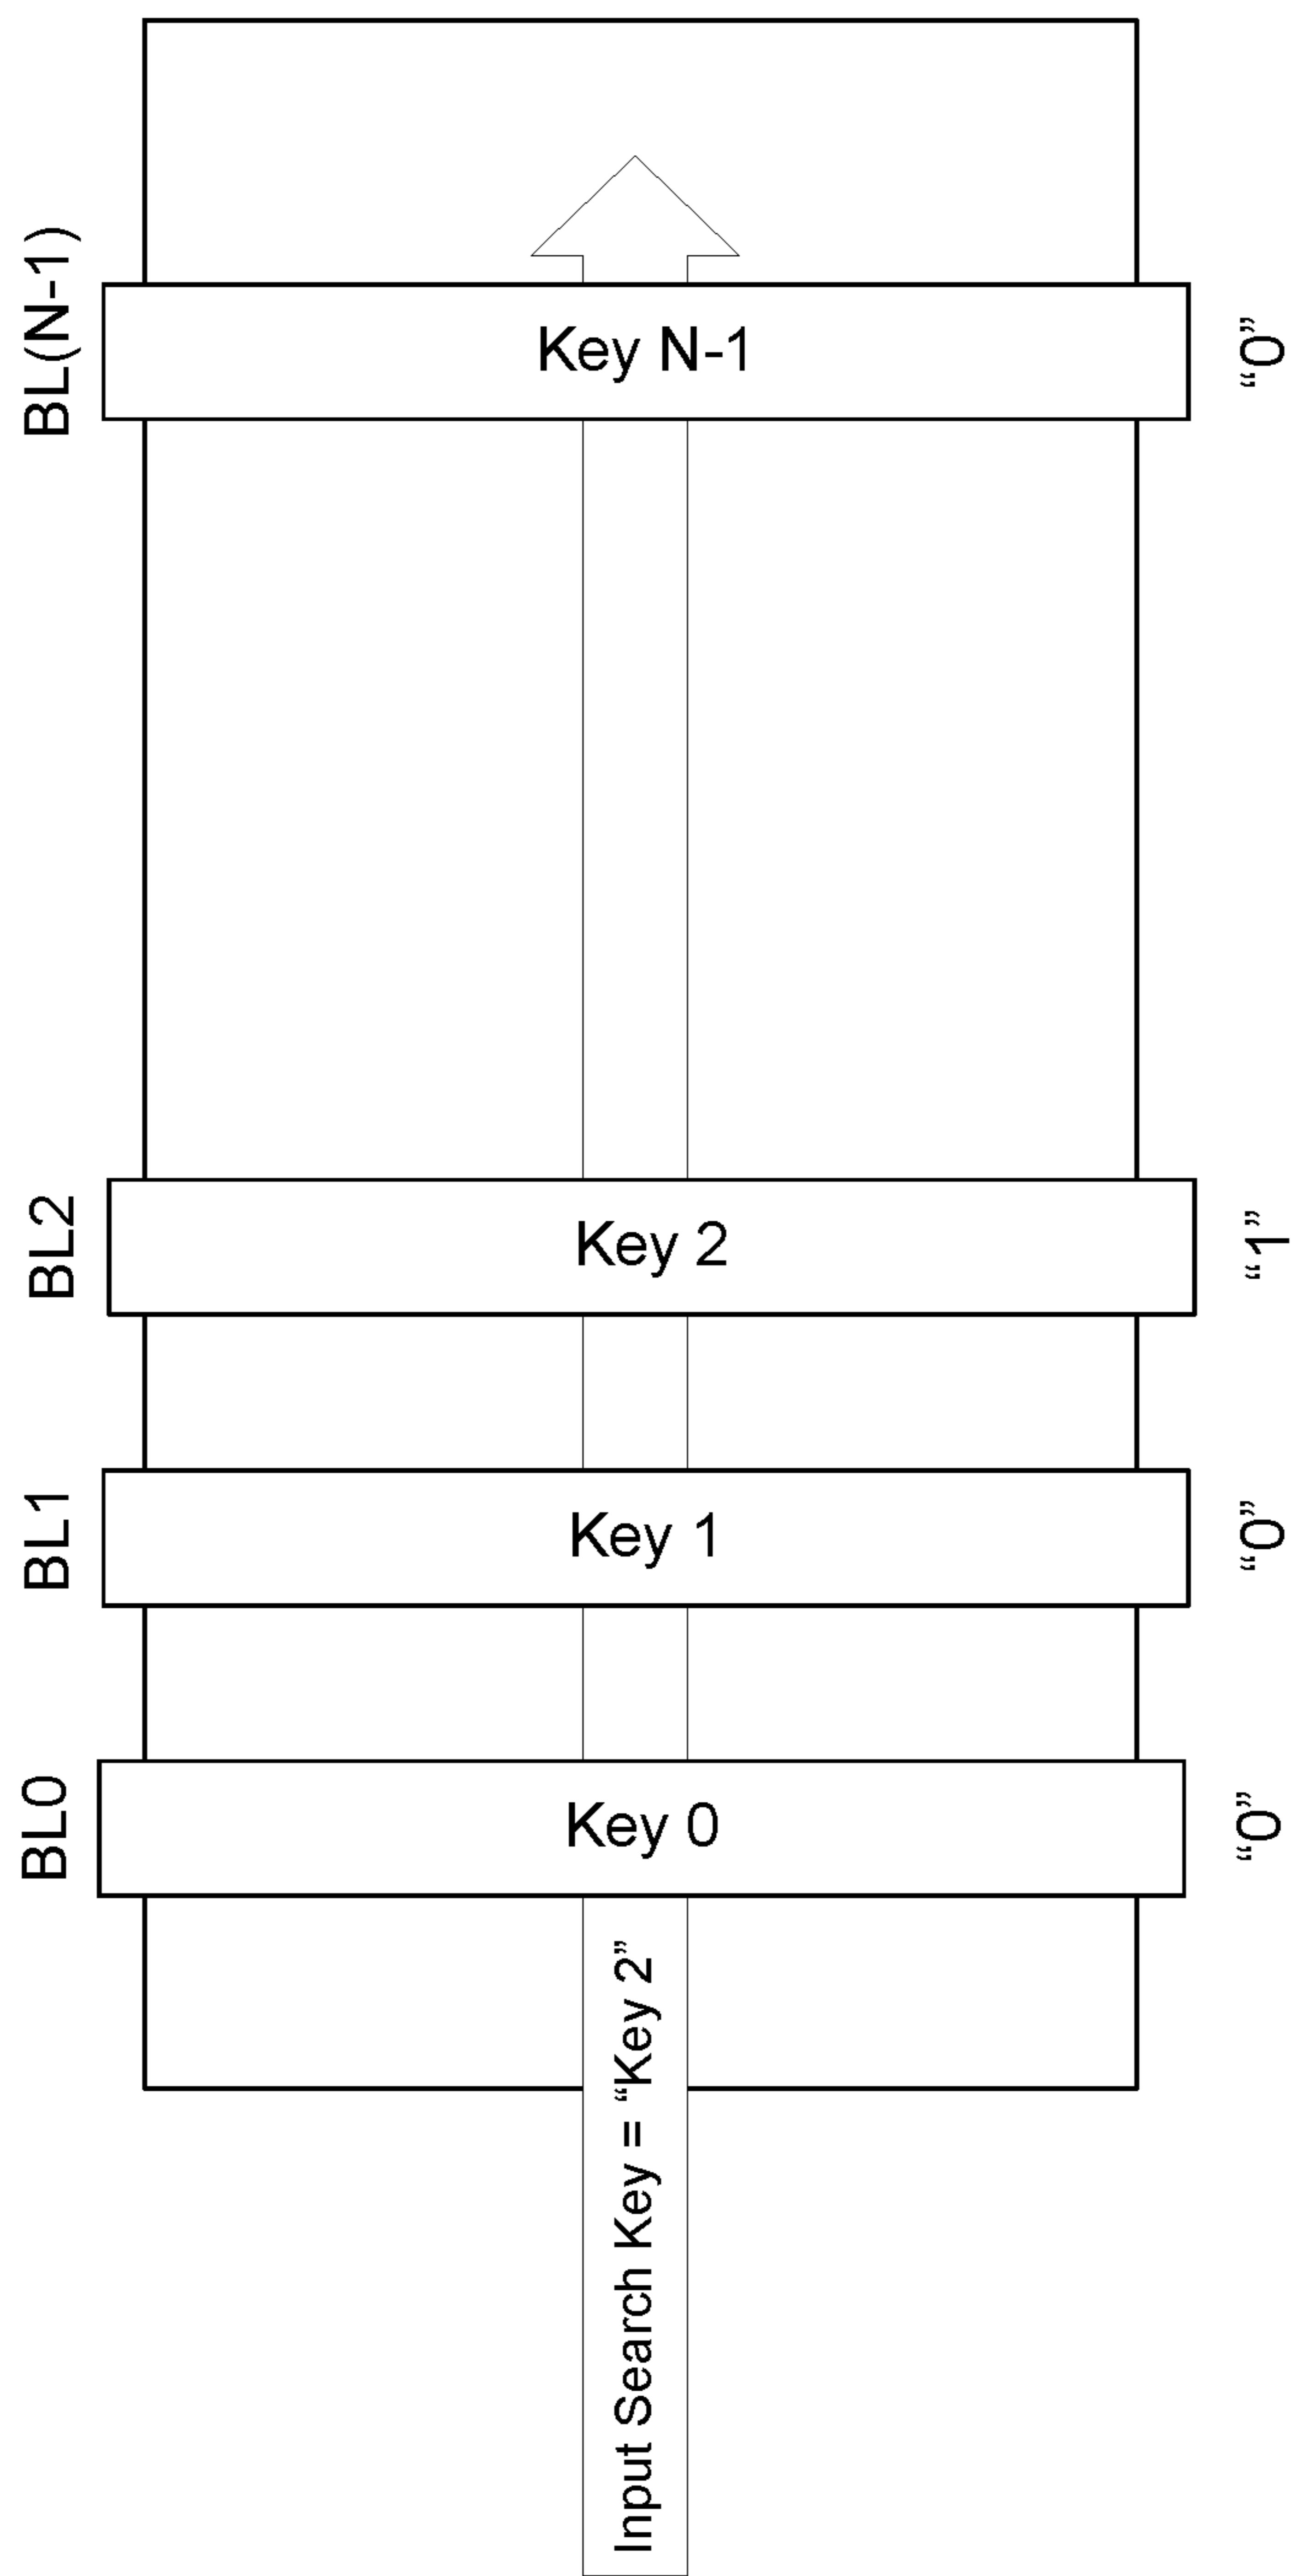 BL(N-1)
Key N-1
“0”
BL2
Key 2
“1”
BL1
Key 1
“0”
BL0
Key 0
“0”
Input Search Key = “Key 2”